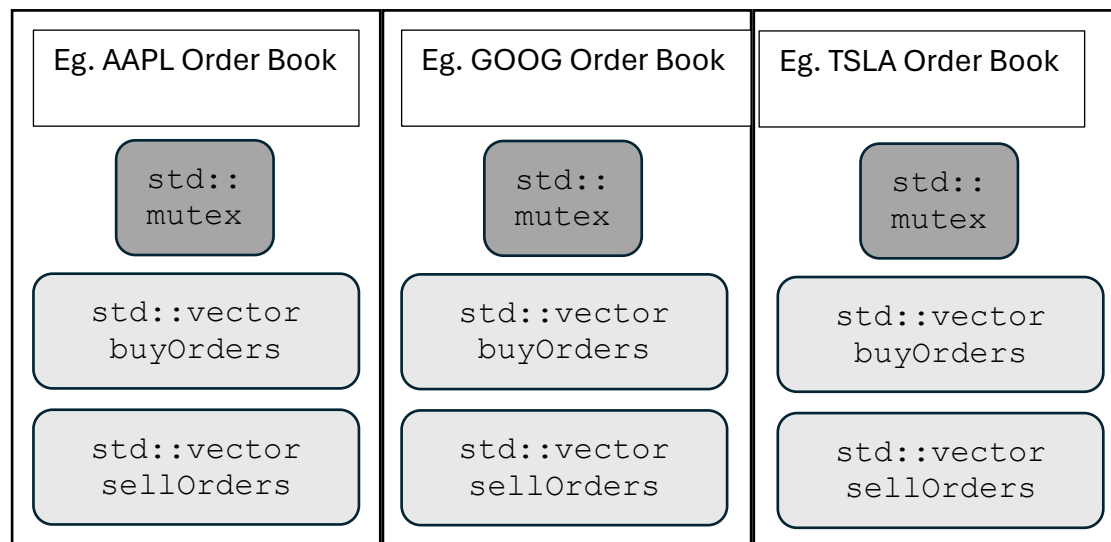 Eg. AAPL Order Book
std::
mutex
std::vector
buyOrders
std::vector
sellOrders
Eg. GOOG Order Book
std::
mutex
std::vector
buyOrders
std::vector
sellOrders
Eg. TSLA Order Book
std::
mutex
std::vector
buyOrders
std::vector
sellOrders